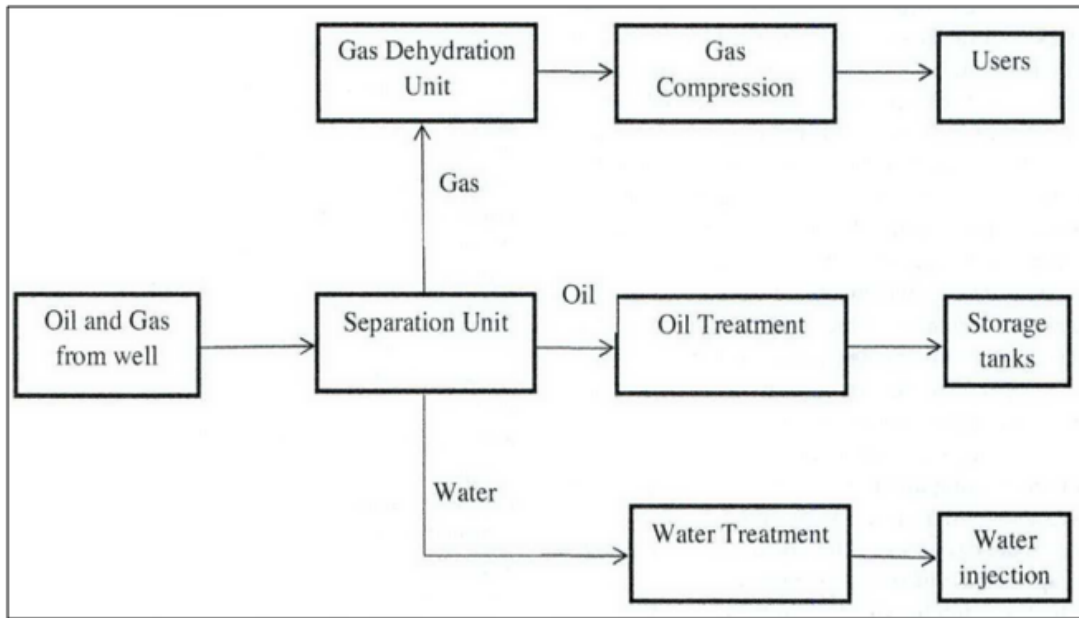 Gas Dehydration
Unit
Gas
Compression
Users
Gas
Oil and Gas
from well
Separation Unit
Oil
Oil Treatment
Storage
tanks
Water
Water Treatment
Water
injection